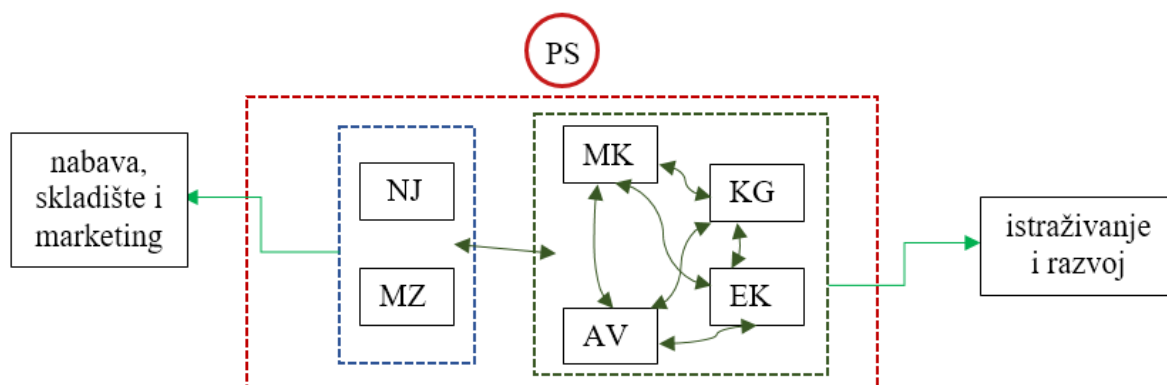 PS
nabava,
skladište i
marketing
NJ
MZ
MK
KG
EK
AV
istraživanje
i razvoj